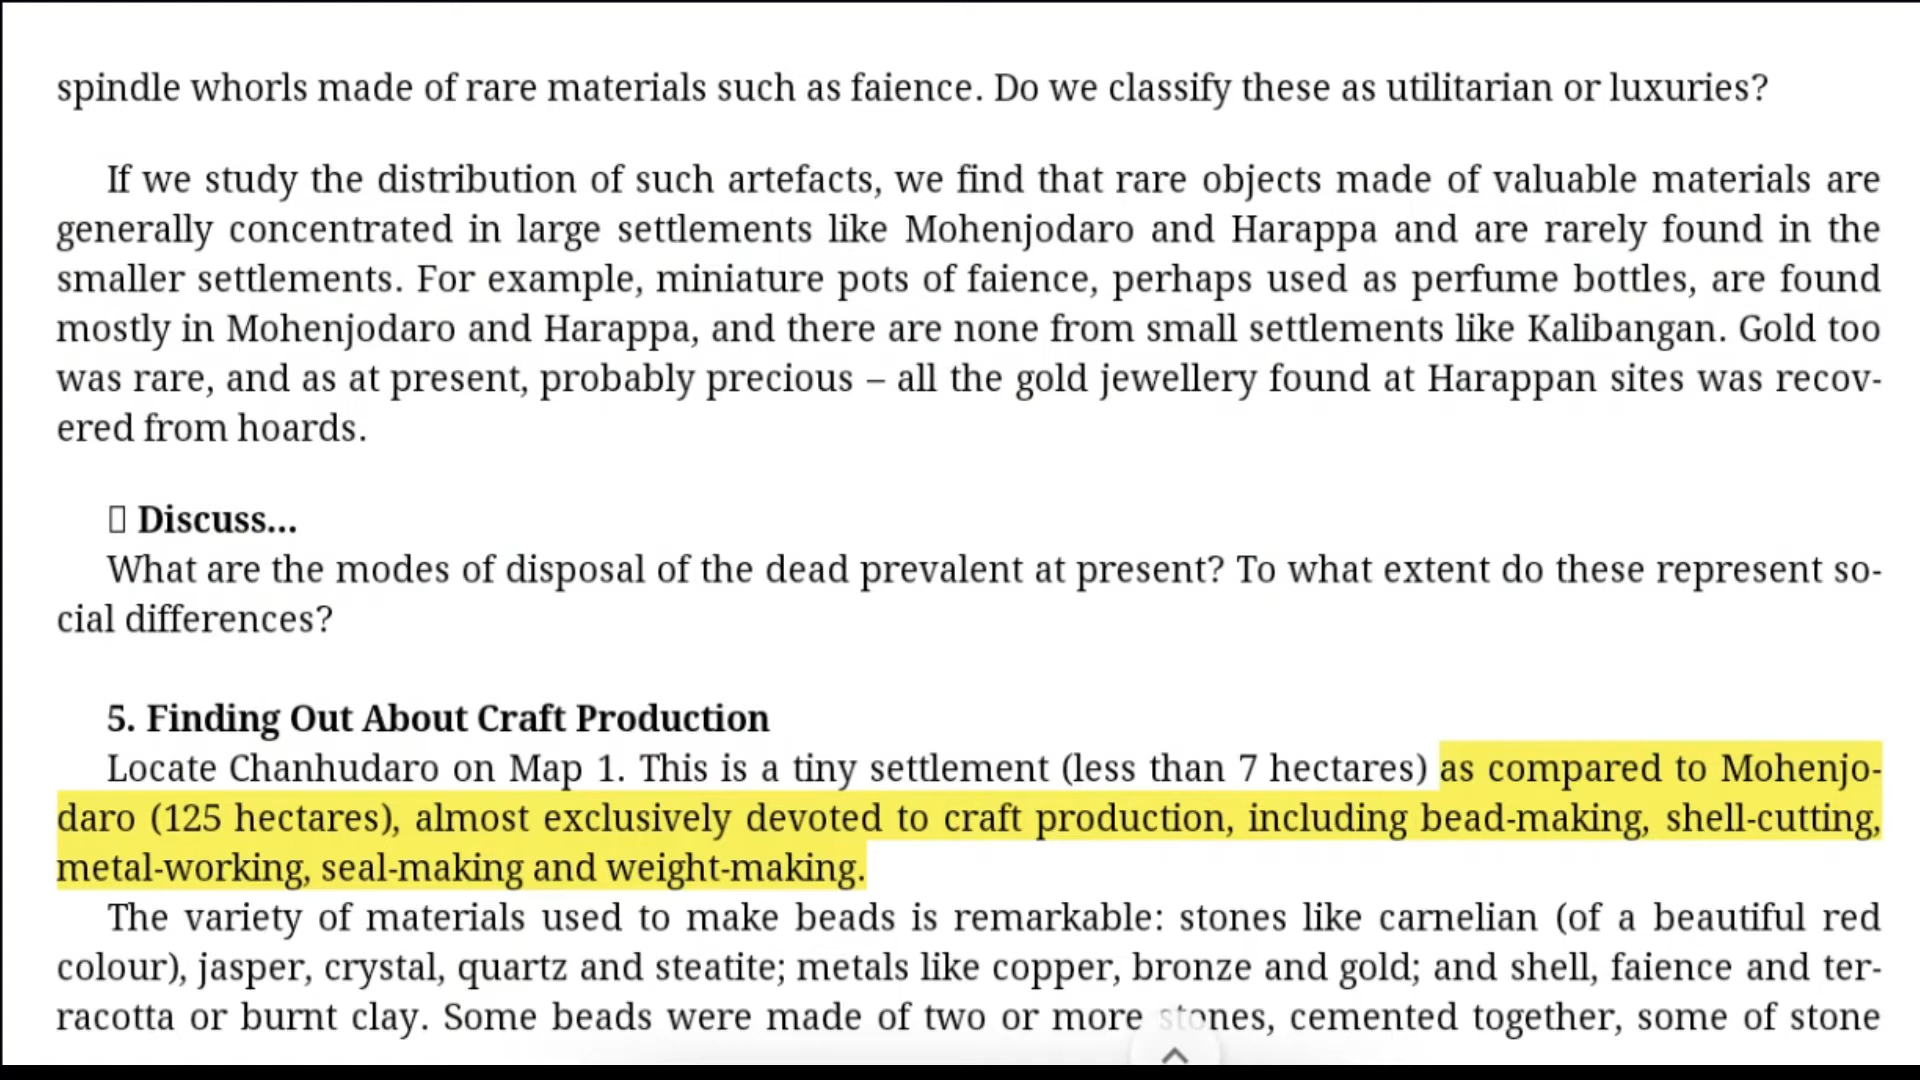 spindle whorls made of rare materials such as faience. Do we classify these as utilitarian or luxuries?
If we study the distribution of such artefacts, we find that rare objects made of valuable materials are
generally concentrated in large settlements like Mohenjodaro and Harappa and are rarely found in the
smaller settlements. For example, miniature pots of faience, perhaps used as perfume bottles, are found
mostly in Mohenjodaro and Harappa, and there are none from small settlements like Kalibangan. Gold too
was rare, and as at present, probably precious – all the gold jewellery found at Harappan sites was recov-
ered from hoards.
Discuss...
What are the modes of disposal of the dead prevalent at present? To what extent do these represent so-
cial differences?
5. Finding Out About Craft Production
Locate Chanhudaro on Map 1. This is a tiny settlement (less than 7 hectares) as compared to Mohenjo-
daro (125 hectares), almost exclusively devoted to craft production, including bead-making, shell-cutting,
metal-working, seal-making and weight-making.
The variety of materials used to make beads is remarkable: stones like carnelian (of a beautiful red
colour), jasper, crystal, quartz and steatite; metals like copper, bronze and gold; and shell, faience and ter-
racotta or burnt clay. Some beads were made of two or more stones, cemented together, some of stone